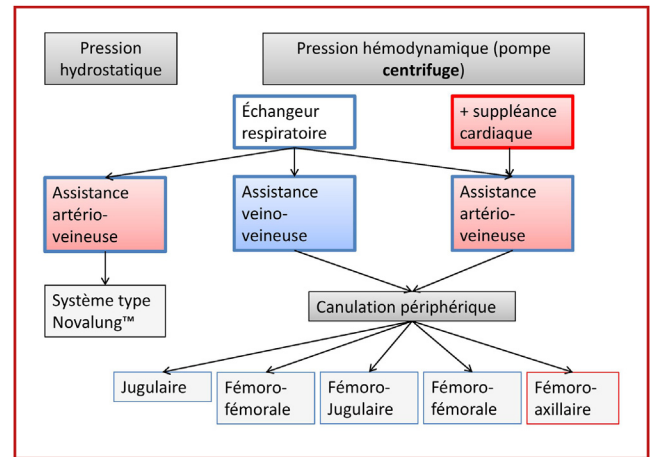 Pression
hydrostatique
Pression hémodynamique (pompe
centrifuge)
Échangeur
respiratoire
+ suppléance
cardiaque
Assistance
artério-
veineuse
Assistance
veino-
veineuse
Assistance
artério-
veineuse
Système type
Novalung™
Canulation périphérique
Jugulaire
Fémoro-
fémorale
Fémoro-
Jugulaire
Fémoro-
fémorale
Fémoro-
axillaire